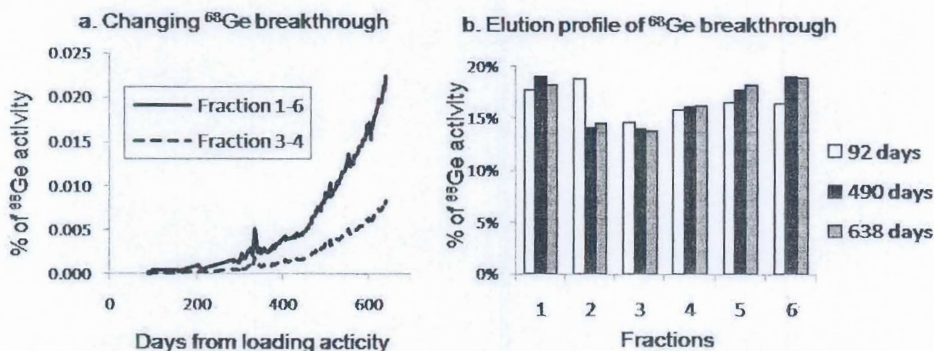 a. Changing ⁶⁸Ge breakthrough
0.025
0.020
0.015
0.010
0.005
0.000
% of ⁶⁸Ge activity
Fraction 1-6
Fraction 3-4
0
200
400
600
Days from loading acticity
b. Elution profile of ⁶⁸Ge breakthrough
20%
15%
10%
5%
0%
% of ⁶⁸Ge activity
1 2 3 4 5 6
Fractions
92 days
490 days
638 days